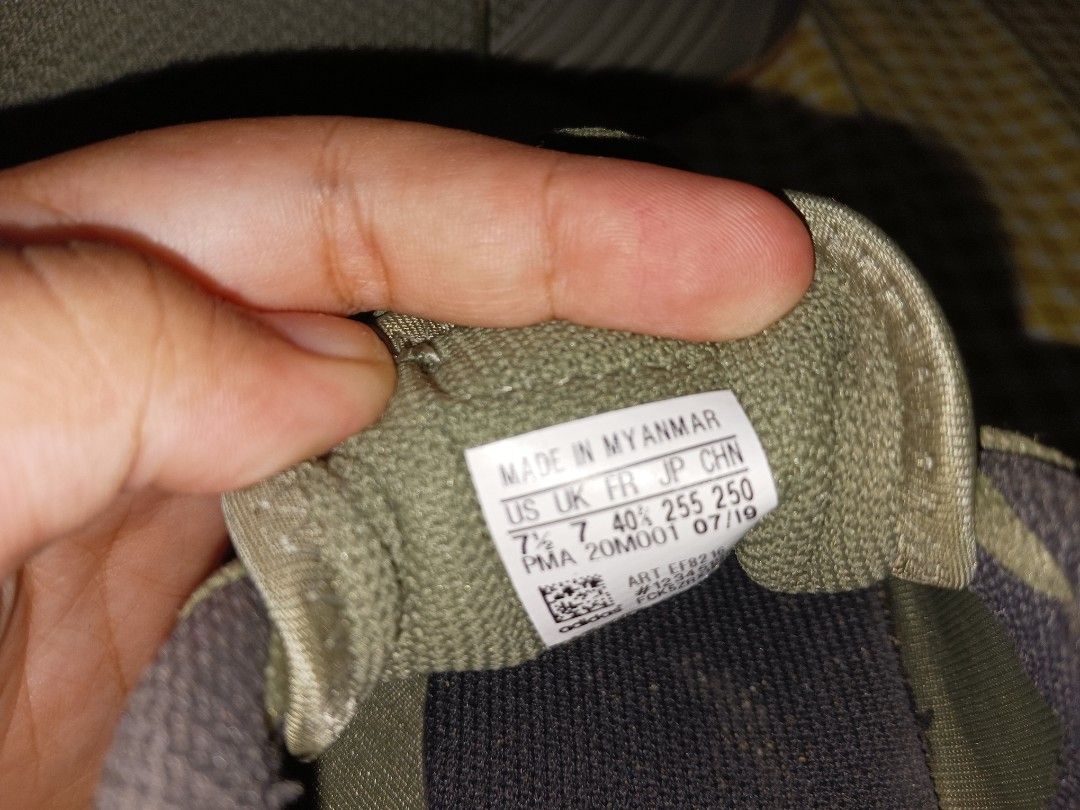 MADE IN MYANMAR
US UK FR JP CHN
7½ 7 40⅔ 255 250
PMA 20M001 07/19
ART EF8216
adidas